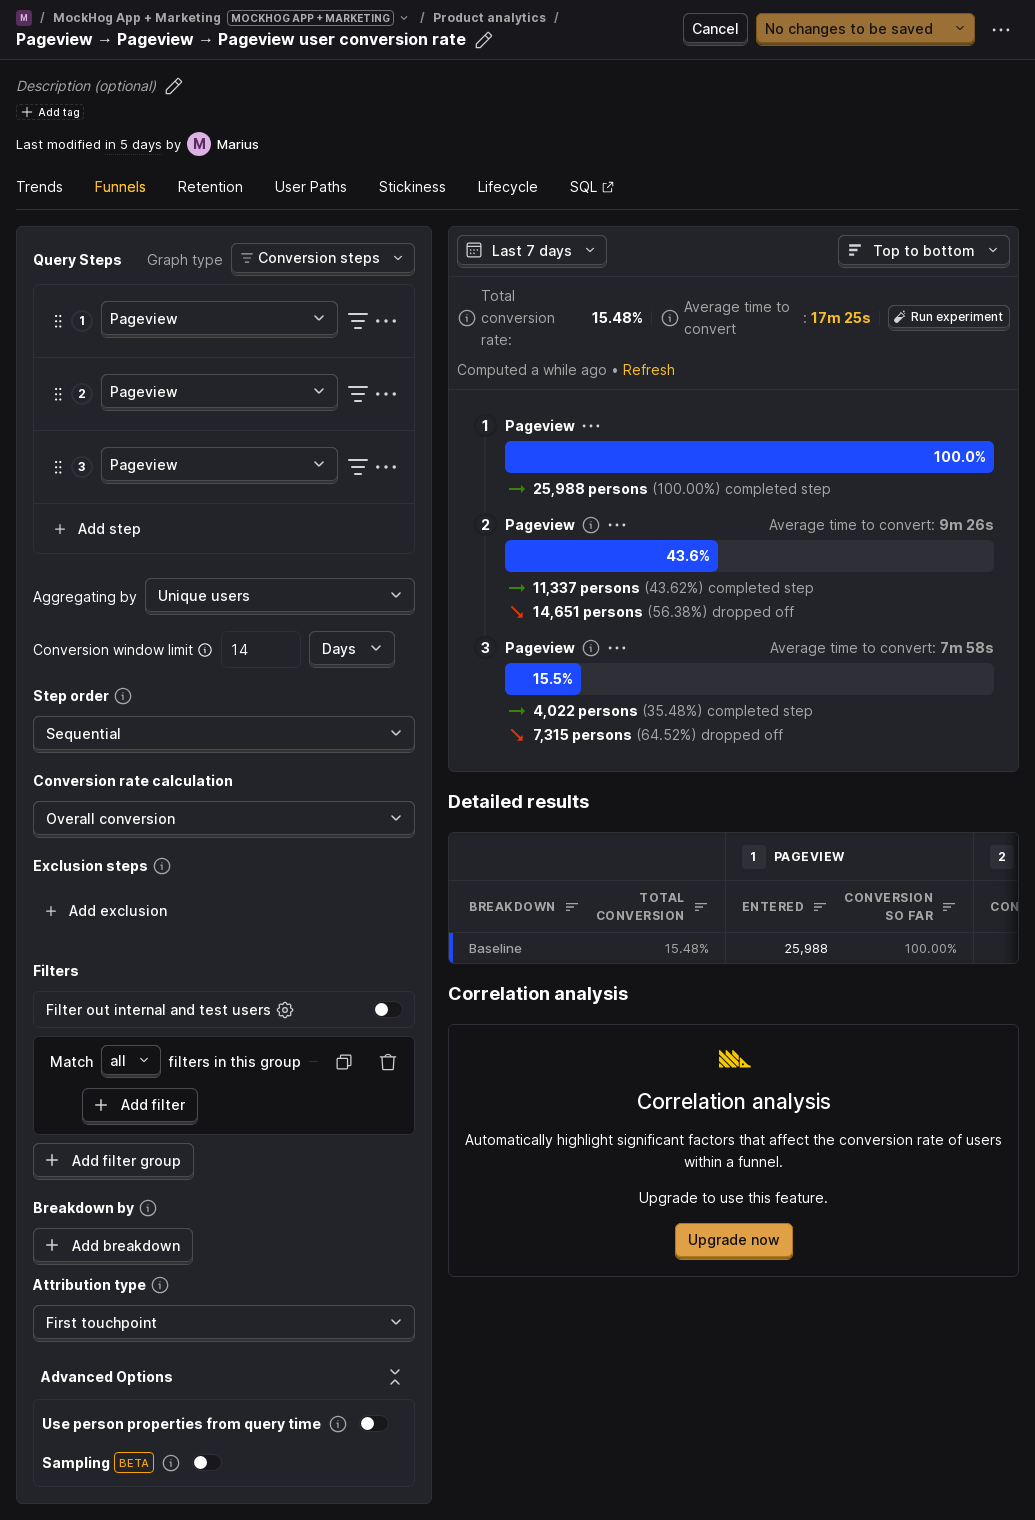 M / MockHog App + Marketing MOCKHOG APP + MARKETING / Product analytics /
Pageview → Pageview → Pageview user conversion rate
Cancel
No changes to be saved
Description (optional)
Add tag
Last modified in 5 days by M Marius
Trends Funnels Retention User Paths Stickiness Lifecycle SQL
Query Steps Graph type Conversion steps
1 Pageview
2 Pageview
3 Pageview
Add step
Aggregating by Unique users
Conversion window limit 14 Days
Step order
Sequential
Conversion rate calculation
Overall conversion
Exclusion steps
Add exclusion
Filters
Filter out internal and test users
Match all filters in this group
Add filter
Add filter group
Breakdown by
Add breakdown
Attribution type
First touchpoint
Advanced Options
Use person properties from query time
Sampling BETA
Last 7 days Top to bottom
Total
conversion
rate:
15.48%
Average time to
convert
: 17m 25s
Run experiment
Computed a while ago • Refresh
1 Pageview
100.0%
25,988 persons (100.00%) completed step
2 Pageview Average time to convert: 9m 26s
43.6%
11,337 persons (43.62%) completed step
14,651 persons (56.38%) dropped off
3 Pageview Average time to convert: 7m 58s
15.5%
4,022 persons (35.48%) completed step
7,315 persons (64.52%) dropped off
Detailed results
1 PAGEVIEW 2
BREAKDOWN
TOTAL
CONVERSION
ENTERED
CONVERSION
SO FAR
CON
Baseline 15.48% 25,988 100.00%
Correlation analysis
Correlation analysis
Automatically highlight significant factors that affect the conversion rate of users
within a funnel.
Upgrade to use this feature.
Upgrade now